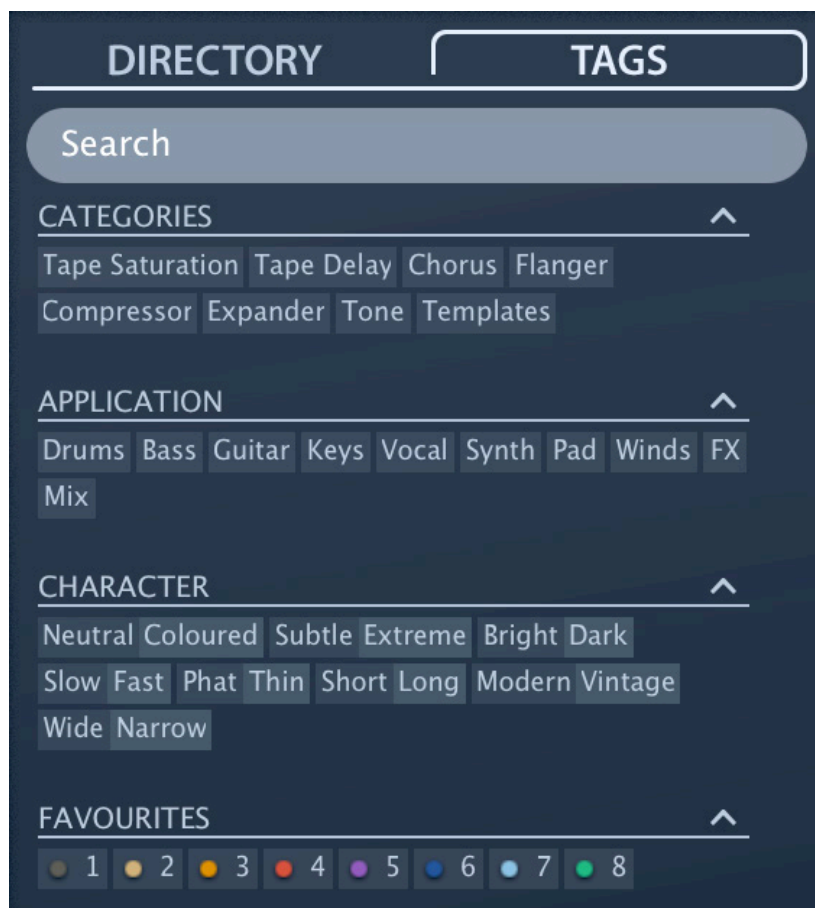 DIRECTORY TAGS
Search
CATEGORIES
Tape Saturation Tape Delay Chorus Flanger
Compressor Expander Tone Templates
APPLICATION
Drums Bass Guitar Keys Vocal Synth Pad Winds FX
Mix
CHARACTER
Neutral Coloured Subtle Extreme Bright Dark
Slow Fast Phat Thin Short Long Modern Vintage
Wide Narrow
FAVOURITES
1 2 3 4 5 6 7 8